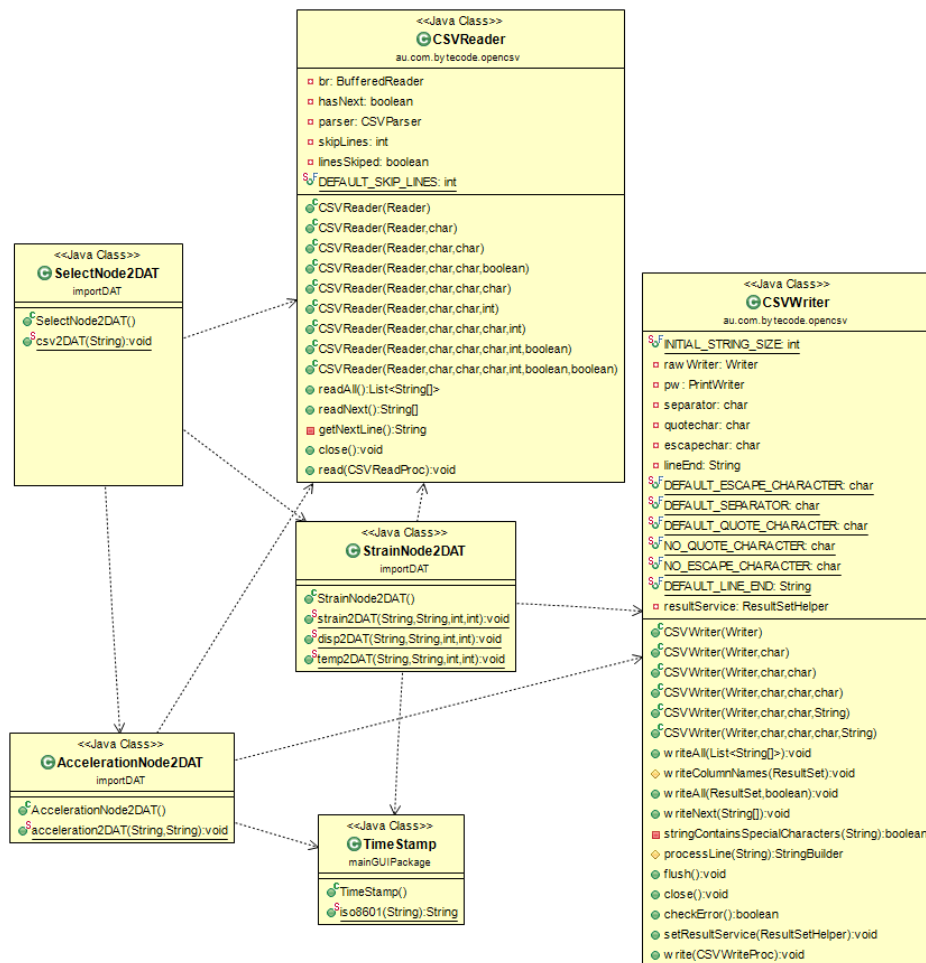 <<Java Class>>
CSVReader
au.com.bytecode.opencsv
br: BufferedReader
hasNext: boolean
parser: CSVParser
skipLines: int
linesSkiped: boolean
DEFAULT_SKIP_LINES: int
CSVReader(Reader)
CSVReader(Reader,char)
CSVReader(Reader,char,char)
CSVReader(Reader,char,char,boolean)
CSVReader(Reader,char,char,char)
CSVReader(Reader,char,char,int)
CSVReader(Reader,char,char,char,int)
CSVReader(Reader,char,char,char,int,boolean)
CSVReader(Reader,char,char,char,int,boolean,boolean)
readAll():List<String[]>
readNext():String[]
getNextLine():String
close():void
read(CSVReadProc):void
<<Java Class>>
SelectNode2DAT
importDAT
SelectNode2DAT()
csv2DAT(String):void
<<Java Class>>
CSVWriter
au.com.bytecode.opencsv
INITIAL_STRING_SIZE: int
rawWriter: Writer
pw: PrintWriter
separator: char
quotechar: char
escapechar: char
lineEnd: String
DEFAULT_ESCAPE_CHARACTER: char
DEFAULT_SEPARATOR: char
DEFAULT_QUOTE_CHARACTER: char
NO_QUOTE_CHARACTER: char
NO_ESCAPE_CHARACTER: char
DEFAULT_LINE_END: String
resultService: ResultSetHelper
CSVWriter(Writer)
CSVWriter(Writer,char)
CSVWriter(Writer,char,char)
CSVWriter(Writer,char,char,char)
CSVWriter(Writer,char,char,String)
CSVWriter(Writer,char,char,char,String)
writeAll(List<String[]>):void
writeColumnNames(ResultSet):void
writeAll(ResultSet,boolean):void
writeNext(String[]):void
stringContainsSpecialCharacters(String):boolean
processLine(String):StringBuilder
flush():void
close():void
checkError():boolean
setResultService(ResultSetHelper):void
write(CSVWriteProc):void
<<Java Class>>
StrainNode2DAT
importDAT
StrainNode2DAT()
strain2DAT(String,String,int,int):void
disp2DAT(String,String,int,int):void
temp2DAT(String,String,int,int):void
<<Java Class>>
AccelerationNode2DAT
importDAT
AccelerationNode2DAT()
acceleration2DAT(String,String):void
<<Java Class>>
TimeStamp
mainGUIPackage
TimeStamp()
iso8601(String):String